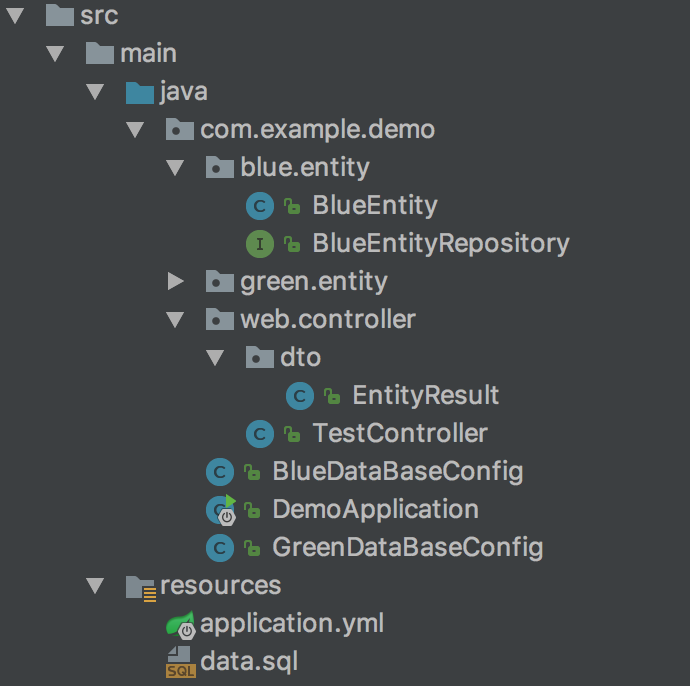 src
main
java
com.example.demo
blue.entity
C BlueEntity
I BlueEntityRepository
green.entity
web.controller
dto
C EntityResult
C TestController
C BlueDataBaseConfig
C DemoApplication
C GreenDataBaseConfig
resources
application.yml
SQL data.sql